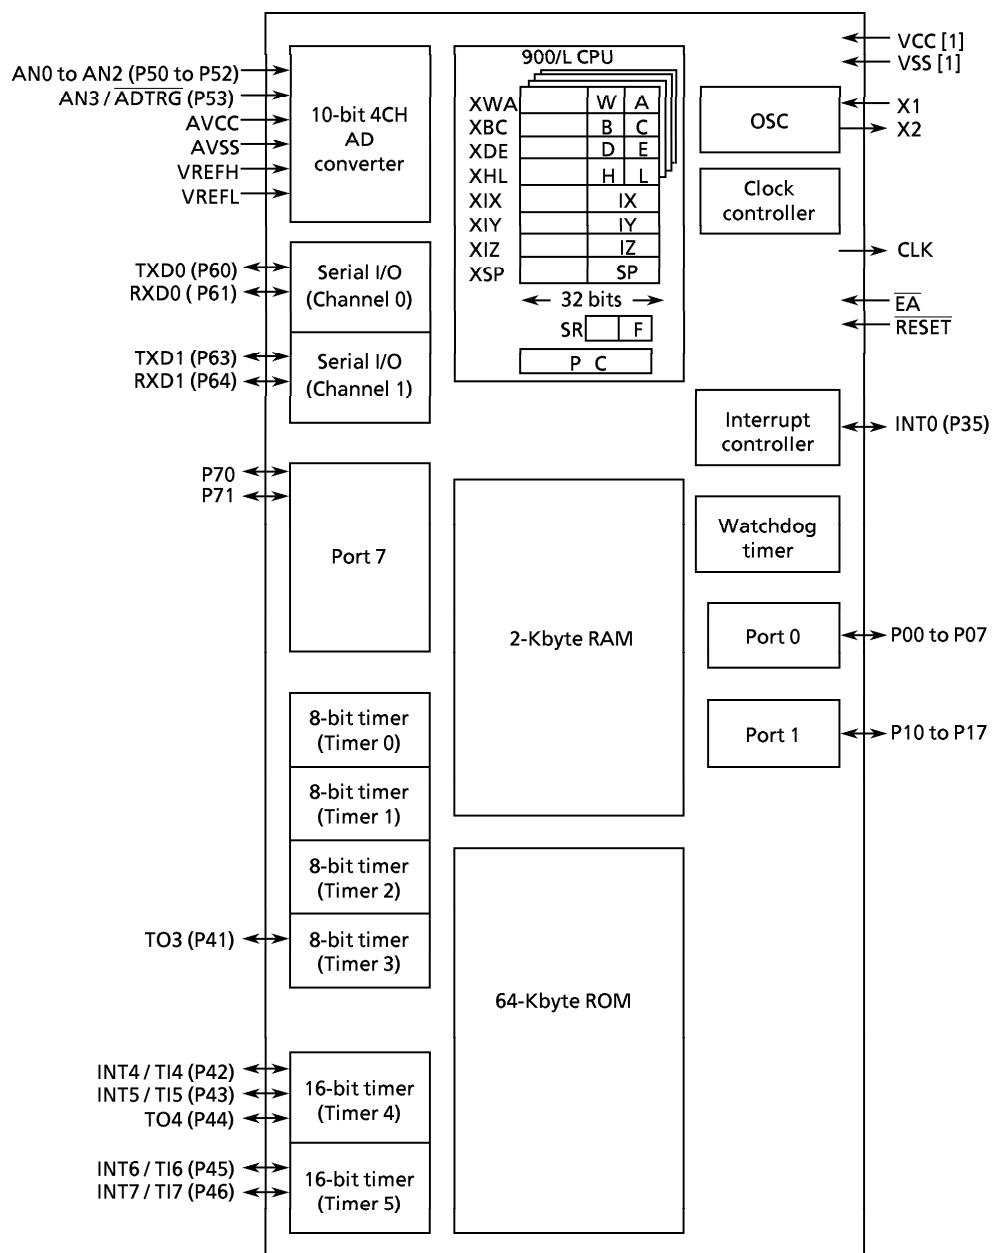 AN0 to AN2 (P50 to P52)
AN3 / ADTRG (P53)
AVCC
AVSS
VREFH
VREFL
10-bit 4CH
AD
converter
TXD0 (P60)
RXD0 ( P61)
Serial I/O
(Channel 0)
TXD1 (P63)
RXD1 (P64)
Serial I/O
(Channel 1)
P70
P71
Port 7
8-bit timer
(Timer 0)
8-bit timer
(Timer 1)
8-bit timer
(Timer 2)
TO3 (P41)
8-bit timer
(Timer 3)
INT4 / TI4 (P42)
INT5 / TI5 (P43)
TO4 (P44)
16-bit timer
(Timer 4)
INT6 / TI6 (P45)
INT7 / TI7 (P46)
16-bit timer
(Timer 5)
900/L CPU
XWA W A
XBC B C
XDE D E
XHL H L
XIX IX
XIY IY
XIZ IZ
XSP SP
32 bits
SR F
P C
2-Kbyte RAM
64-Kbyte ROM
VCC [1]
VSS [1]
OSC
X1
X2
Clock
controller
CLK
EA
RESET
Interrupt
controller
INT0 (P35)
Watchdog
timer
Port 0
P00 to P07
Port 1
P10 to P17